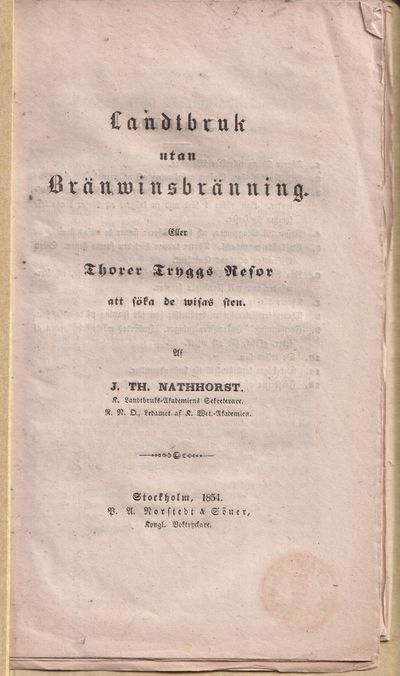 Landtbruk
utan
Bränwinsbränning.
Eller
Thorer Tryggs Resor
att söka de wisas sten.
Af
J. TH. NATHHORST.
K. Landtbruks-Akademiens Sekreterare.
R. N. O., Ledamot af K. Wet.-Akademien.
Stockholm, 1854.
P. A. Norstedt & Söner,
Kongl. Boktryckare.